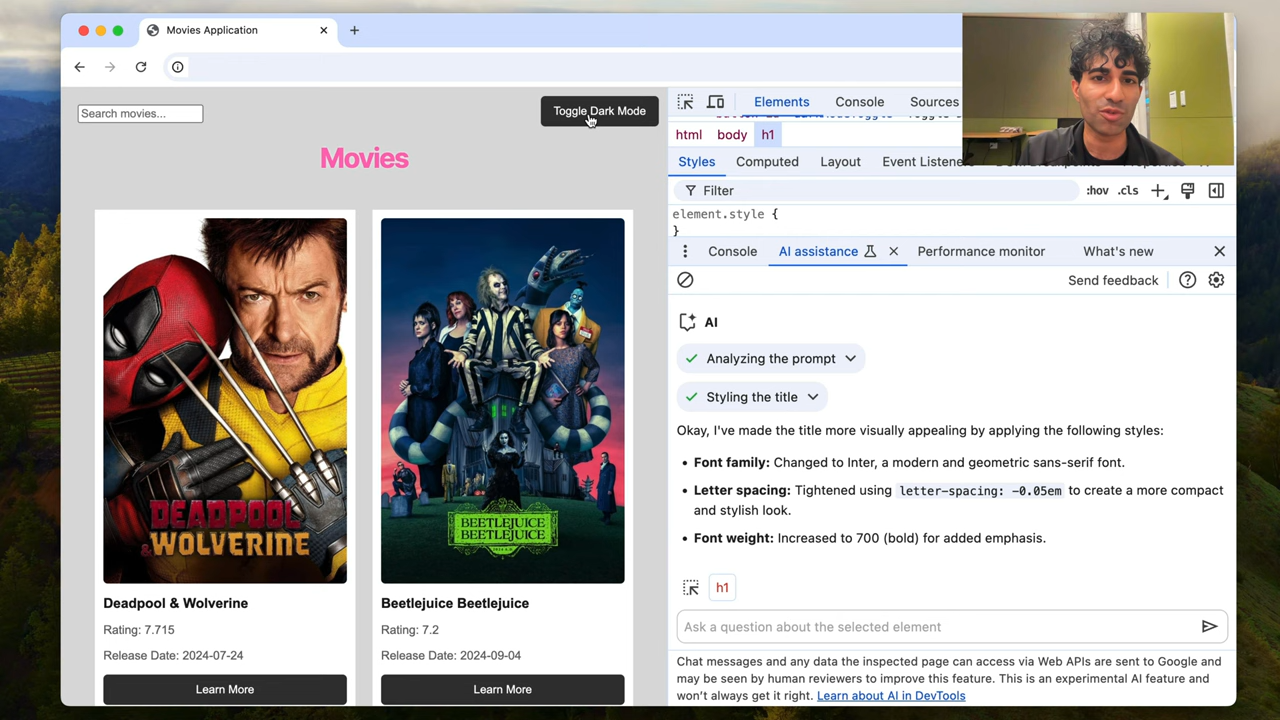 Movies Application
Search movies...
Toggle Dark Mode
Movies
DEADPOOL
& WOLVERINE
BEETLEJUICE
BEETLEJUICE
Deadpool & Wolverine
Rating: 7.715
Release Date: 2024-07-24
Learn More
Beetlejuice Beetlejuice
Rating: 7.2
Release Date: 2024-09-04
Learn More
Elements
Console
Sources
html
body
h1
Styles
Computed
Layout
Event Listene
Filter
:hov
.cls
element.style {
}
Console
AI assistance
Performance monitor
What's new
Send feedback
AI
Analyzing the prompt
Styling the title
Okay, I've made the title more visually appealing by applying the following styles:
• Font family: Changed to Inter, a modern and geometric sans-serif font.
• Letter spacing: Tightened using letter-spacing: -0.05em to create a more compact
and stylish look.
• Font weight: Increased to 700 (bold) for added emphasis.
h1
Ask a question about the selected element
Chat messages and any data the inspected page can access via Web APIs are sent to Google and
may be seen by human reviewers to improve this feature. This is an experimental AI feature and
won't always get it right. Learn about AI in DevTools